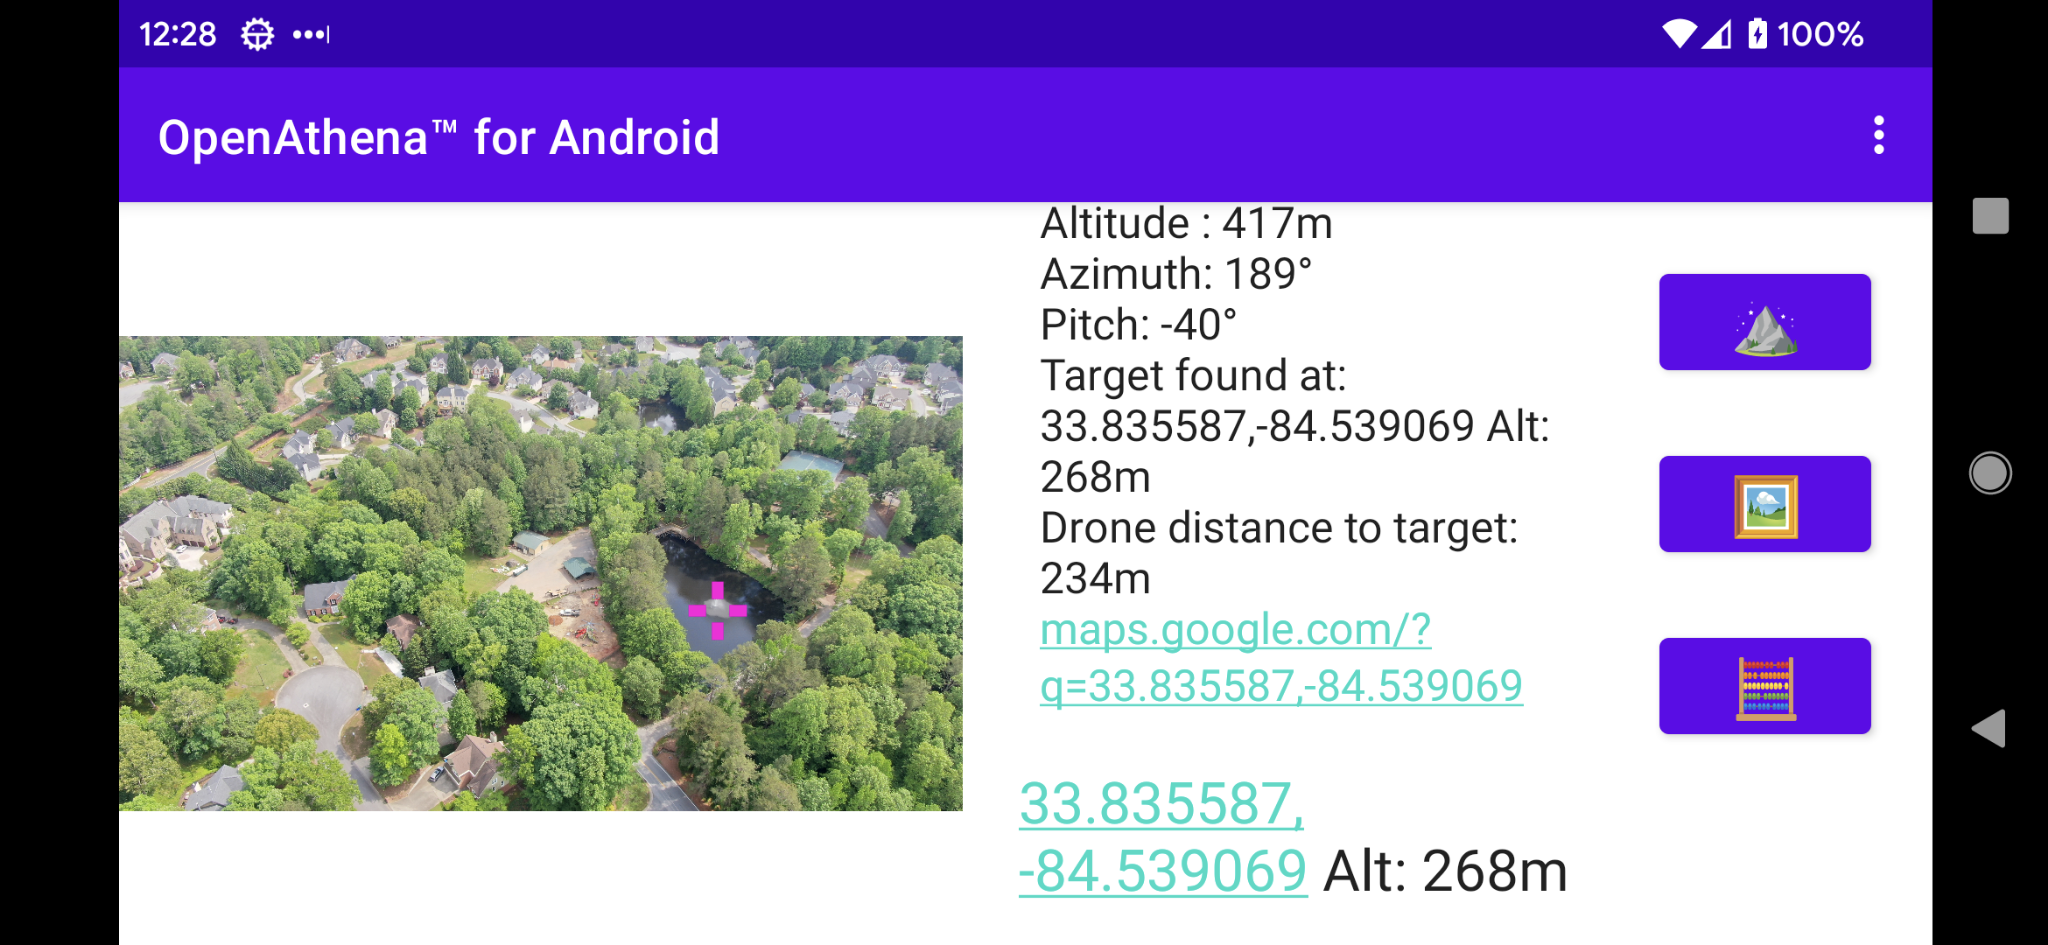 12:28
100%
OpenAthena™ for Android
Altitude : 417m
Azimuth: 189°
Pitch: -40°
Target found at:
33.835587,-84.539069 Alt:
268m
Drone distance to target:
234m
maps.google.com/?
q=33.835587,-84.539069
33.835587,
-84.539069 Alt: 268m